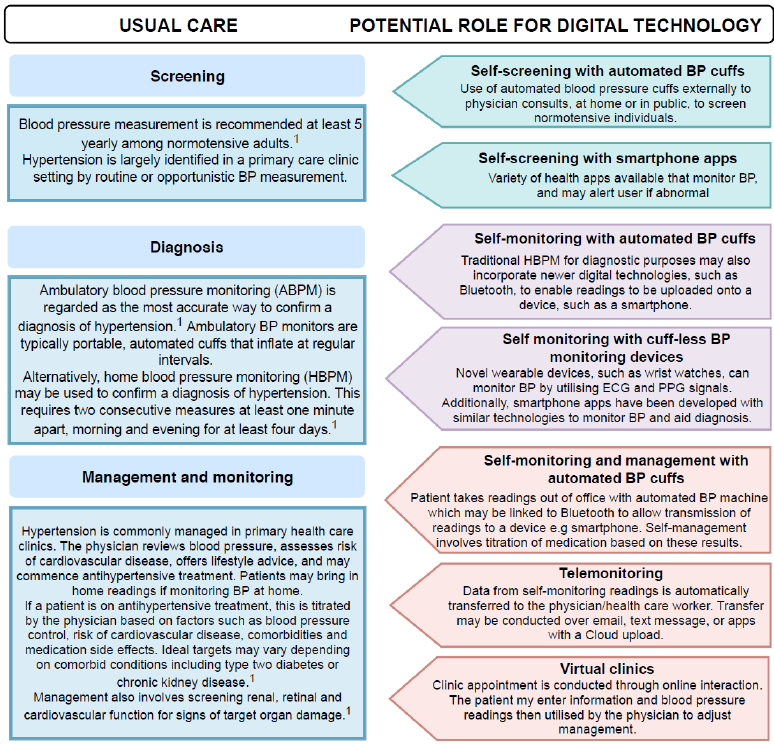 USUAL CARE
POTENTIAL ROLE FOR DIGITAL TECHNOLOGY
Screening
Blood pressure measurement is recommended at least 5
yearly among normotensive adults.1
Hypertension is largely identified in a primary care clinic
setting by routine or opportunistic BP measurement.
Self-screening with automated BP cuffs
Use of automated blood pressure cuffs externally to
physician consults, at home or in public, to screen
normotensive individuals.
Self-screening with smartphone apps
Variety of health apps available that monitor BP,
and may alert user if abnormal
Diagnosis
Ambulatory blood pressure monitoring (ABPM) is
regarded as the most accurate way to confirm a
diagnosis of hypertension.1 Ambulatory BP monitors are
typically portable, automated cuffs that inflate at regular
intervals.
Alternatively, home blood pressure monitoring (HBPM)
may be used to confirm a diagnosis of hypertension. This
requires two consecutive measures at least one minute
apart, morning and evening for at least four days.1
Self-monitoring with automated BP cuffs
Traditional HBPM for diagnostic purposes may also
incorporate newer digital technologies, such as
Bluetooth, to enable readings to be uploaded onto a
device, such as a smartphone.
Self monitoring with cuff-less BP
monitoring devices
Novel wearable devices, such as wrist watches, can
monitor BP by utilising ECG and PPG signals.
Additionally, smartphone apps have been developed with
similar technologies to monitor BP and aid diagnosis.
Management and monitoring
Hypertension is commonly managed in primary health care
clinics. The physician reviews blood pressure, assesses risk
of cardiovascular disease, offers lifestyle advice, and may
commence antihypertensive treatment. Patients may bring in
home readings if monitoring BP at home.
If a patient is on antihypertensive treatment, this is titrated
by the physician based on factors such as blood pressure
control, risk of cardiovascular disease, comorbidities and
medication side effects. Ideal targets may vary depending
on comorbid conditions including type two diabetes or
chronic kidney disease.1
Management also involves screening renal, retinal and
cardiovascular function for signs of target organ damage.1
Self-monitoring and management with
automated BP cuffs
Patient takes readings out of office with automated BP machine
which may be linked to Bluetooth to allow transmission of
readings to a device e.g smartphone. Self-management
involves titration of medication based on these results.
Telemonitoring
Data from self-monitoring readings is automatically
transferred to the physician/health care worker. Transfer
may be conducted over email, text message, or apps
with a Cloud upload.
Virtual clinics
Clinic appointment is conducted through online interaction.
The patient my enter information and blood pressure
readings then utilised by the physician to adjust
management.